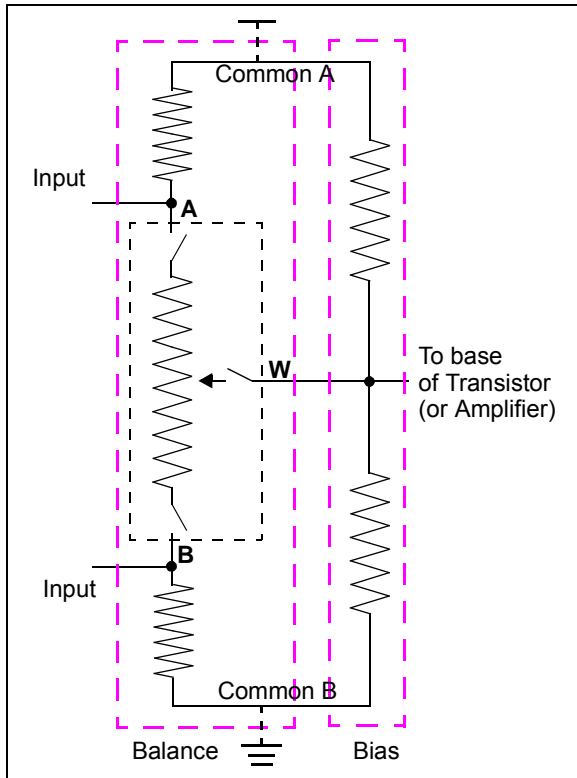 Common A
Input
A
W
To base
of Transistor
(or Amplifier)
B
Input
Common B
Balance
Bias